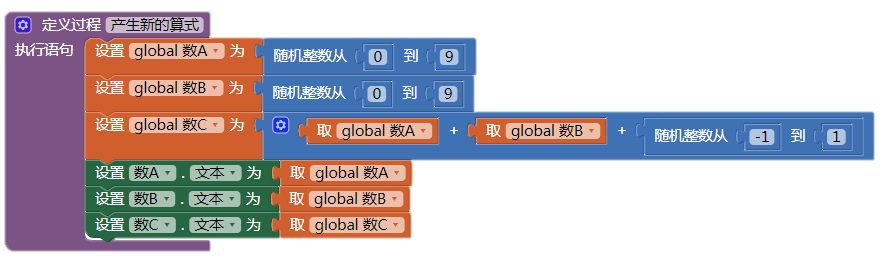 定义过程 产生新的算式
执行语句 设置 global 数A 为 随机整数从 0 到 9
设置 global 数B 为 随机整数从 0 到 9
设置 global 数C 为 取 global 数A + 取 global 数B + 随机整数从 -1 到 1
设置 数A . 文本 为 取 global 数A
设置 数B . 文本 为 取 global 数B
设置 数C . 文本 为 取 global 数C